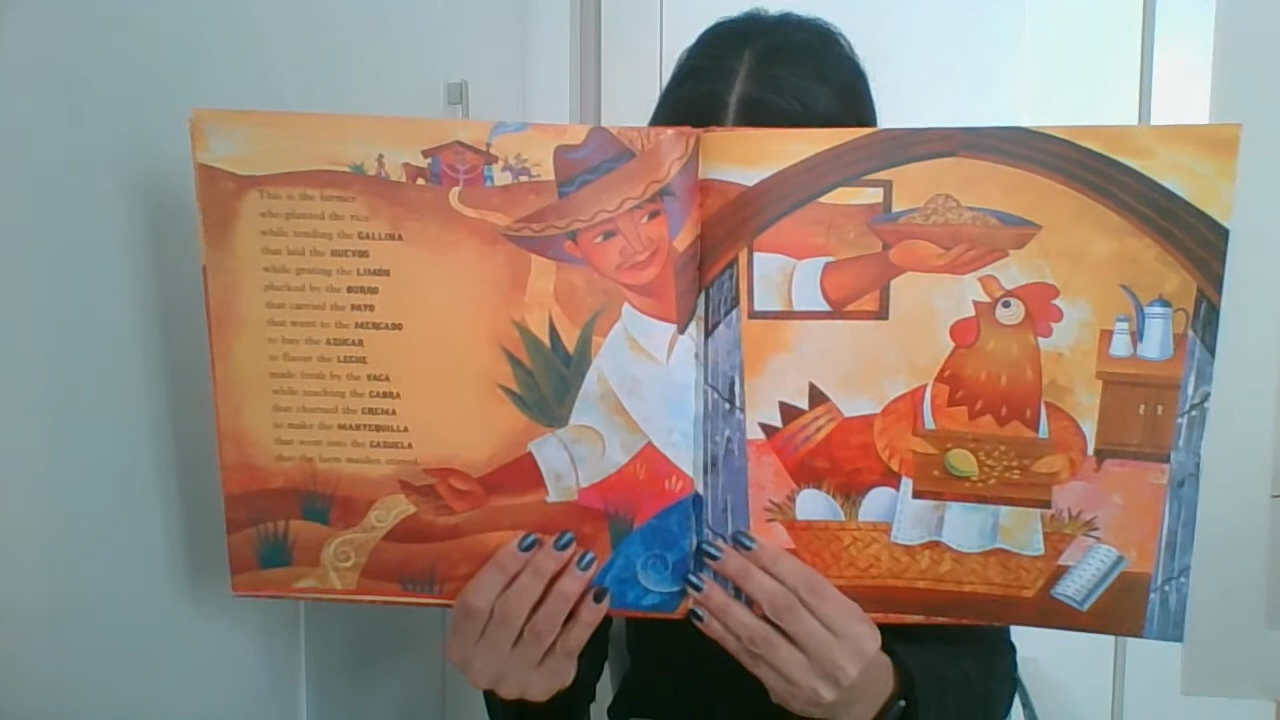 This is the farmer
who planted the rice
while tending the GALLINA
that laid the HUEVOS
while grating the LIMÓN
plucked by the BURRO
that carried the PATO
that went to the MERCADO
to buy the AZÚCAR
to flavor the LECHE
made fresh by the VACA
while teaching the CABRA
that churned the CREMA
to make the MANTEQUILLA
that went into the CAZUELA
that the farm maiden stirred.